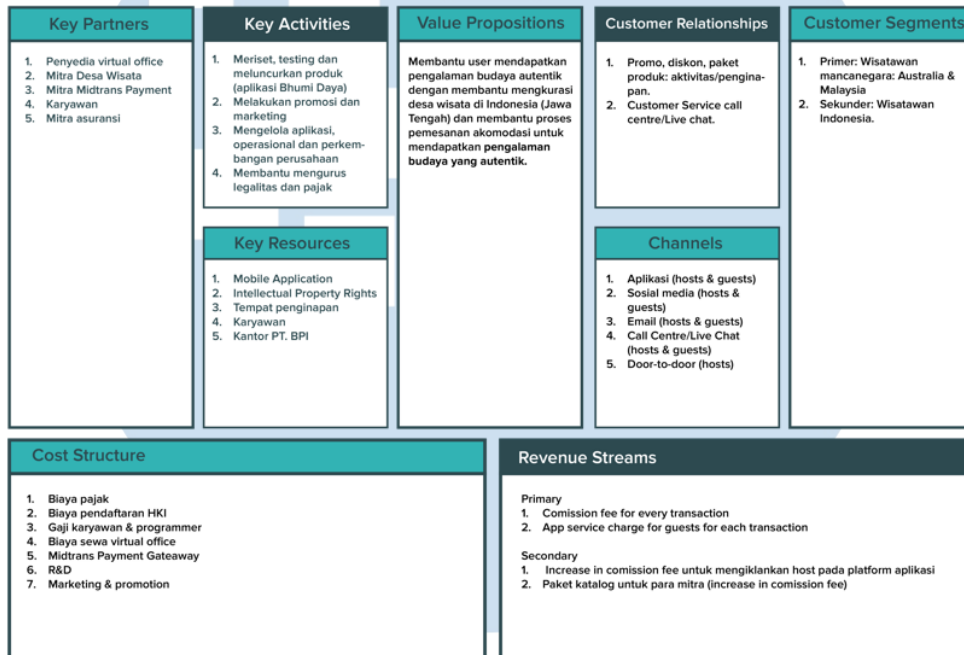 Key Partners
1. Penyedia virtual office
2. Mitra Desa Wisata
3. Mitra Midtrans Payment
4. Karyawan
5. Mitra asuransi
Key Activities
1. Meriset, testing dan
meluncurkan produk
(aplikasi Bhumi Daya)
2. Melakukan promosi dan
marketing
3. Mengelola aplikasi,
operasional dan perkem-
bangan perusahaan
4. Membantu mengurus
legalitas dan pajak
Key Resources
1. Mobile Application
2. Intellectual Property Rights
3. Tempat penginapan
4. Karyawan
5. Kantor PT. BPI
Value Propositions
Membantu user mendapatkan
pengalaman budaya autentik
dengan membantu mengkurasi
desa wisata di Indonesia (Jawa
Tengah) dan membantu proses
pemesanan akomodasi untuk
mendapatkan pengalaman
budaya yang autentik.
Customer Relationships
1. Promo, diskon, paket
produk: aktivitas/pengina-
pan.
2. Customer Service call
centre/Live chat.
Channels
1. Aplikasi (hosts & guests)
2. Sosial media (hosts &
guests)
3. Email (hosts & guests)
4. Call Centre/Live Chat
(hosts & guests)
5. Door-to-door (hosts)
Customer Segments
1. Primer: Wisatawan
mancanegara: Australia &
Malaysia
2. Sekunder: Wisatawan
Indonesia.
Cost Structure
1. Biaya pajak
2. Biaya pendaftaran HKI
3. Gaji karyawan & programmer
4. Biaya sewa virtual office
5. Midtrans Payment Gateaway
6. R&D
7. Marketing & promotion
Revenue Streams
Primary
1. Comission fee for every transaction
2. App service charge for guests for each transaction
Secondary
1. Increase in comission fee untuk mengiklankan host pada platform aplikasi
2. Paket katalog untuk para mitra (increase in comission fee)